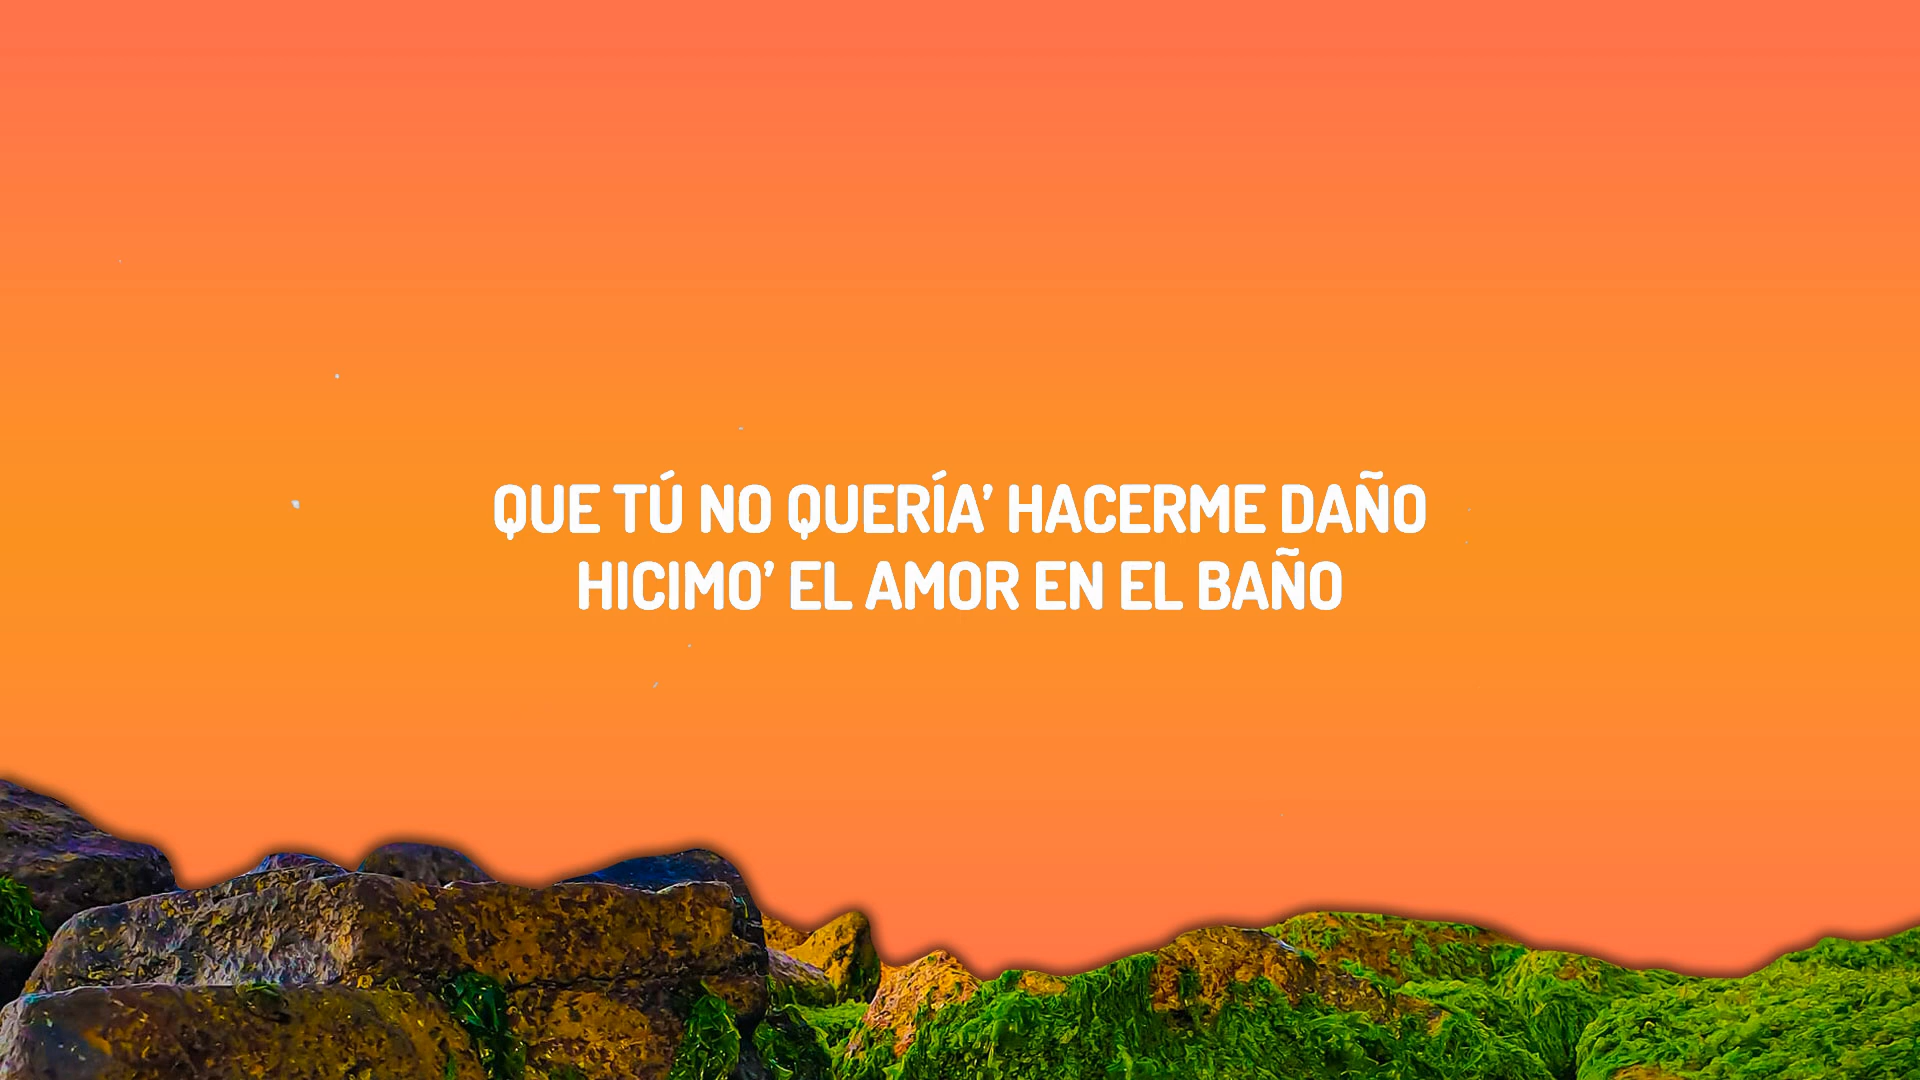 QUE TÚ NO QUERÍA’ HACERME DAÑO
HICIMO’ EL AMOR EN EL BAÑO